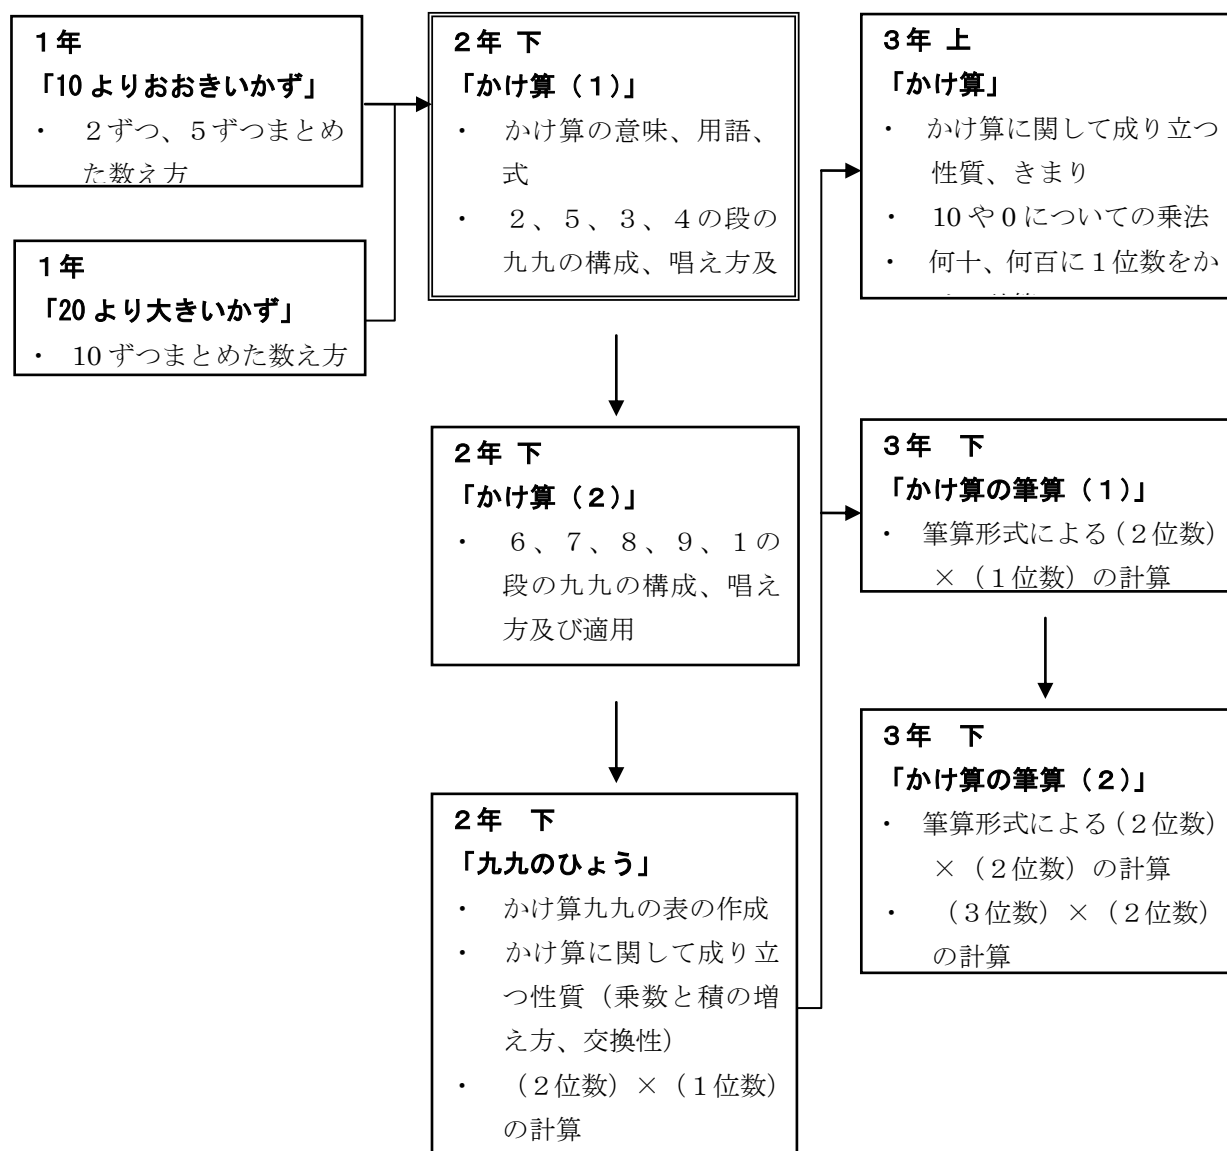 １年
「10 よりおおきいかず」
・　２ずつ、５ずつまとめ
た数え方
１年
「20 より大きいかず」
・　10 ずつまとめた数え方
２年 下
「かけ算（１）」
・　かけ算の意味、用語、
式
・　２、５、３、４の段の
九九の構成、唱え方及
２年 下
「かけ算（２）」
・　６、７、８、９、１の
段の九九の構成、唱え
方及び適用
２年　下
「九九のひょう」
・　かけ算九九の表の作成
・　かけ算に関して成り立
つ性質（乗数と積の増
え方、交換性）
・　（２位数）×（１位数）
の計算
３年 上
「かけ算」
・　かけ算に関して成り立つ
性質、きまり
・　10 や 0 についての乗法
・　何十、何百に１位数をか
３年　下
「かけ算の筆算（１）」
・　筆算形式による（２位数）
×（１位数）の計算
３年　下
「かけ算の筆算（２）」
・　筆算形式による（２位数）
×（２位数）の計算
・　（３位数）×（２位数）
の計算